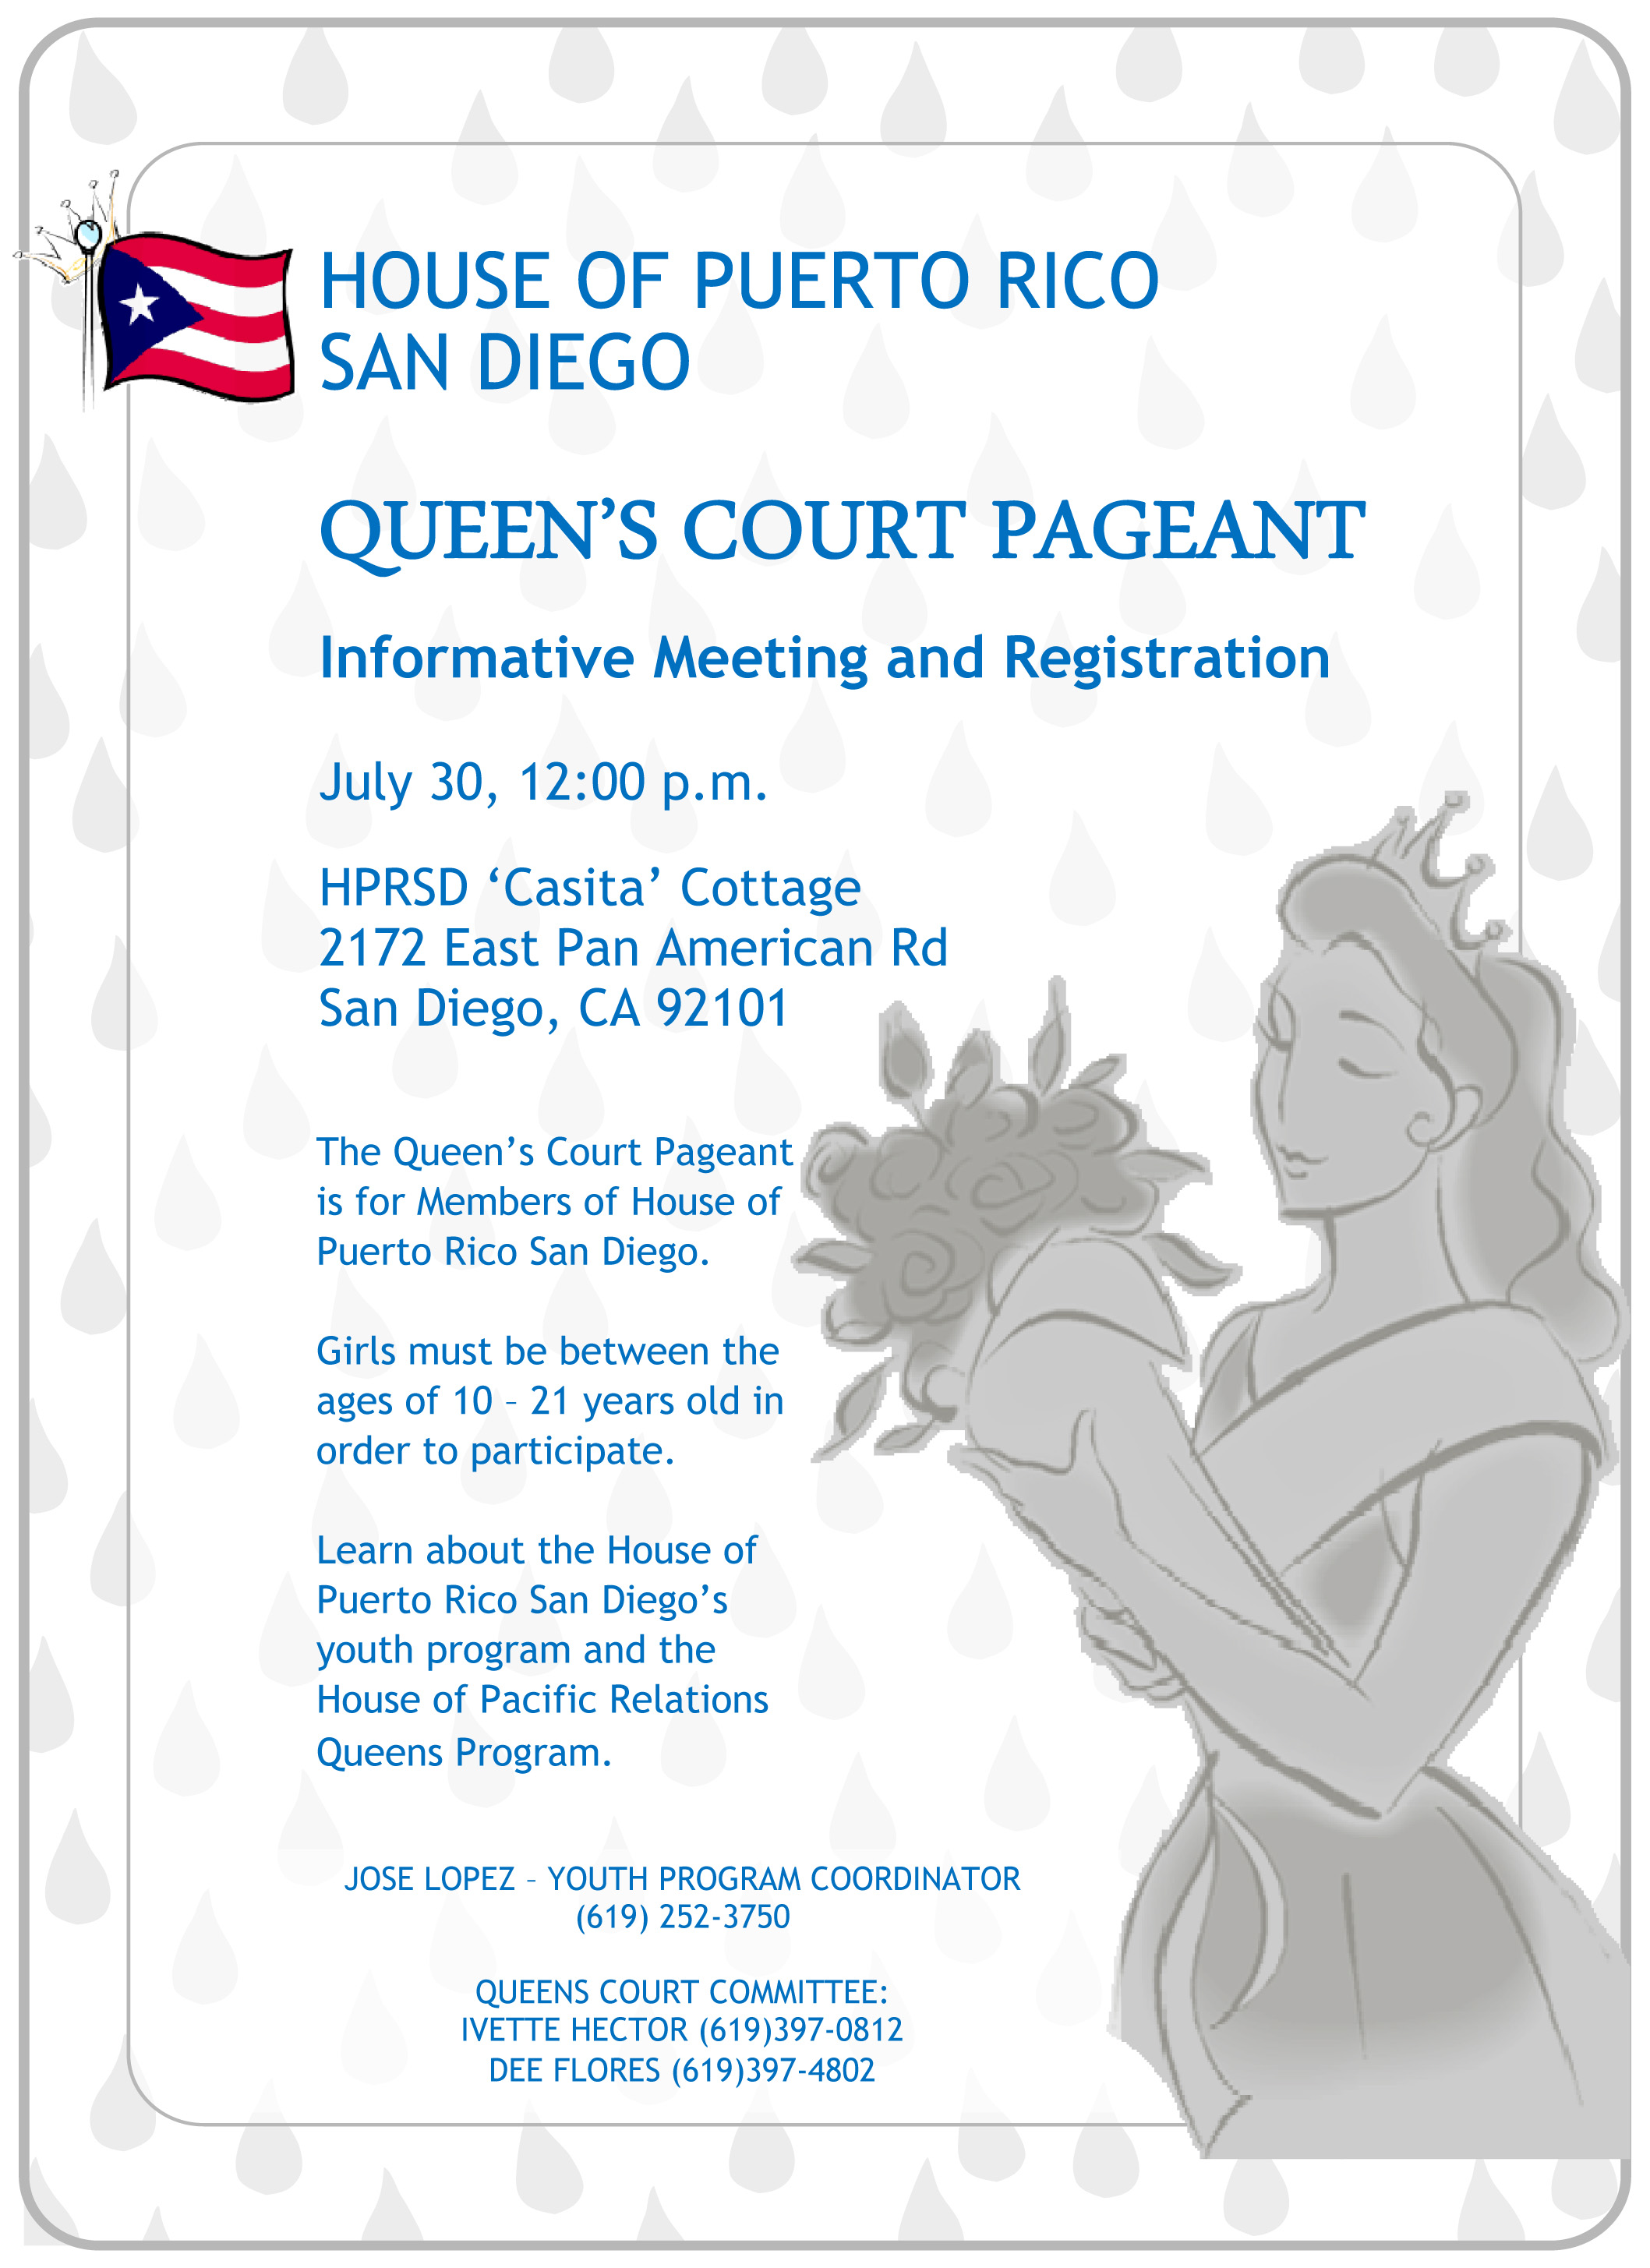 HOUSE OF PUERTO RICO
SAN DIEGO
QUEEN’S COURT PAGEANT
Informative Meeting and Registration
July 30, 12:00 p.m.
HPRSD ‘Casita’ Cottage
2172 East Pan American Rd
San Diego, CA 92101
The Queen’s Court Pageant
is for Members of House of
Puerto Rico San Diego.
Girls must be between the
ages of 10 – 21 years old in
order to participate.
Learn about the House of
Puerto Rico San Diego’s
youth program and the
House of Pacific Relations
Queens Program.
JOSE LOPEZ – YOUTH PROGRAM COORDINATOR
(619) 252-3750
QUEENS COURT COMMITTEE:
IVETTE HECTOR (619)397-0812
DEE FLORES (619)397-4802